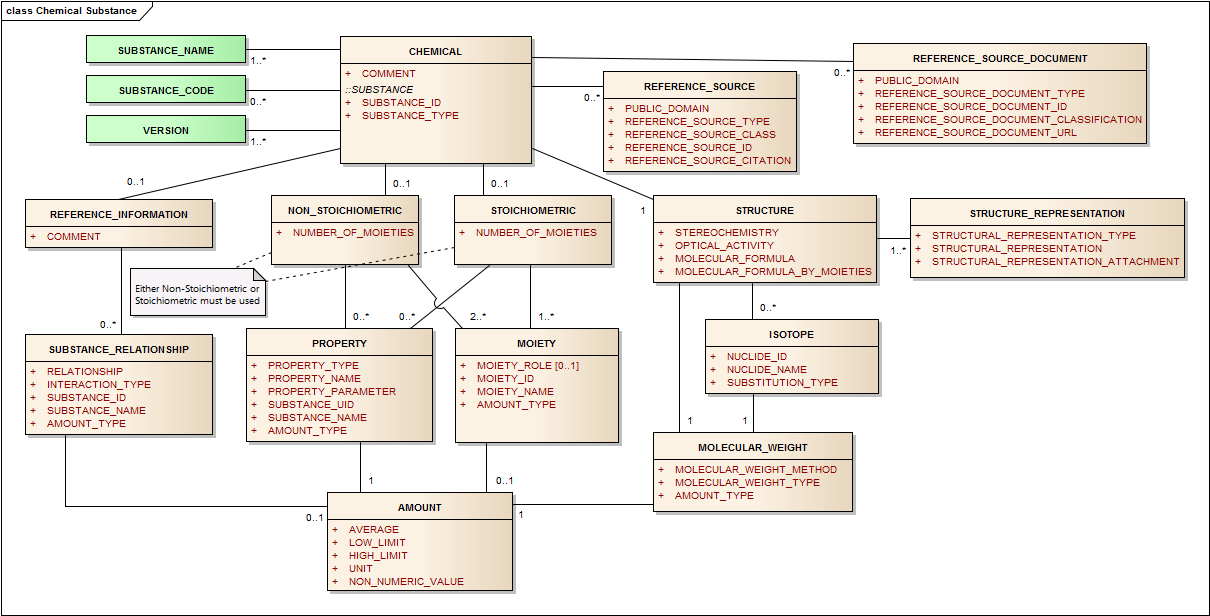 class Chemical Substance
SUBSTANCE_NAME
1..*
SUBSTANCE_CODE
0..*
VERSION
1..*
CHEMICAL
+ COMMENT
::SUBSTANCE
+ SUBSTANCE_ID
+ SUBSTANCE_TYPE
0..*
REFERENCE_SOURCE
+ PUBLIC_DOMAIN
+ REFERENCE_SOURCE_TYPE
+ REFERENCE_SOURCE_CLASS
+ REFERENCE_SOURCE_ID
+ REFERENCE_SOURCE_CITATION
0..*
REFERENCE_SOURCE_DOCUMENT
+ PUBLIC_DOMAIN
+ REFERENCE_SOURCE_DOCUMENT_TYPE
+ REFERENCE_SOURCE_DOCUMENT_ID
+ REFERENCE_SOURCE_DOCUMENT_CLASSIFICATION
+ REFERENCE_SOURCE_DOCUMENT_URL
0..1
REFERENCE_INFORMATION
+ COMMENT
0..1
NON_STOICHIOMETRIC
+ NUMBER_OF_MOIETIES
0..1
STOICHIOMETRIC
+ NUMBER_OF_MOIETIES
1
STRUCTURE
+ STEREOCHEMISTRY
+ OPTICAL_ACTIVITY
+ MOLECULAR_FORMULA
+ MOLECULAR_FORMULA_BY_MOIETIES
1..*
STRUCTURE_REPRESENTATION
+ STRUCTURAL_REPRESENTATION_TYPE
+ STRUCTURAL_REPRESENTATION
+ STRUCTURAL_REPRESENTATION_ATTACHMENT
Either Non-Stoichiometric or
Stoichiometric must be used
0..*
SUBSTANCE_RELATIONSHIP
+ RELATIONSHIP
+ INTERACTION_TYPE
+ SUBSTANCE_ID
+ SUBSTANCE_NAME
+ AMOUNT_TYPE
0..*
0..*
PROPERTY
+ PROPERTY_TYPE
+ PROPERTY_NAME
+ PROPERTY_PARAMETER
+ SUBSTANCE_UID
+ SUBSTANCE_NAME
+ AMOUNT_TYPE
2..*
1..*
MOIETY
+ MOIETY_ROLE [0..1]
+ MOIETY_ID
+ MOIETY_NAME
+ AMOUNT_TYPE
0..*
ISOTOPE
+ NUCLIDE_ID
+ NUCLIDE_NAME
+ SUBSTITUTION_TYPE
1
1
MOLECULAR_WEIGHT
+ MOLECULAR_WEIGHT_METHOD
+ MOLECULAR_WEIGHT_TYPE
+ AMOUNT_TYPE
1
0..1
0..1
1
AMOUNT
+ AVERAGE
+ LOW_LIMIT
+ HIGH_LIMIT
+ UNIT
+ NON_NUMERIC_VALUE